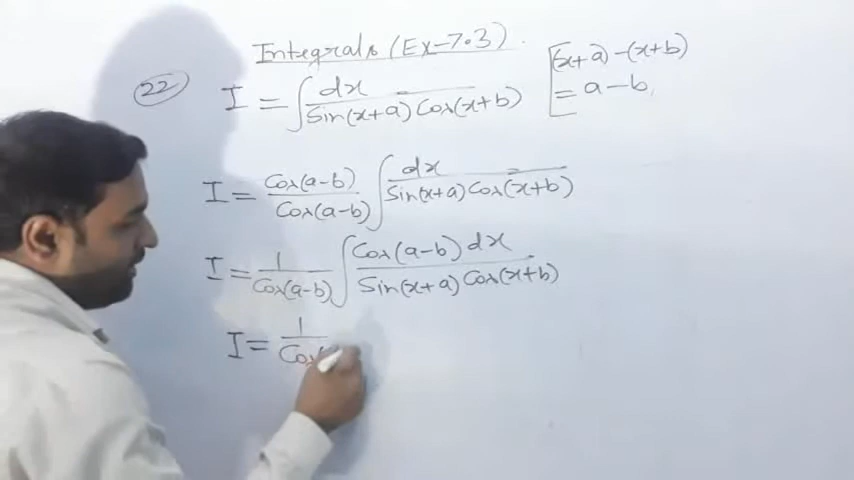 Integrals (Ex-7.3).
(22) I = ∫ dx / Sin(x+a) Cos(x+b) [(x+a)-(x+b)
= a-b,
I = Cos(a-b) / Cos(a-b) ∫ dx / Sin(x+a) Cos(x+b)
I = 1 / Cos(a-b) ∫ Cos(a-b) dx / Sin(x+a) Cos(x+b)
I = 1 / Cos(